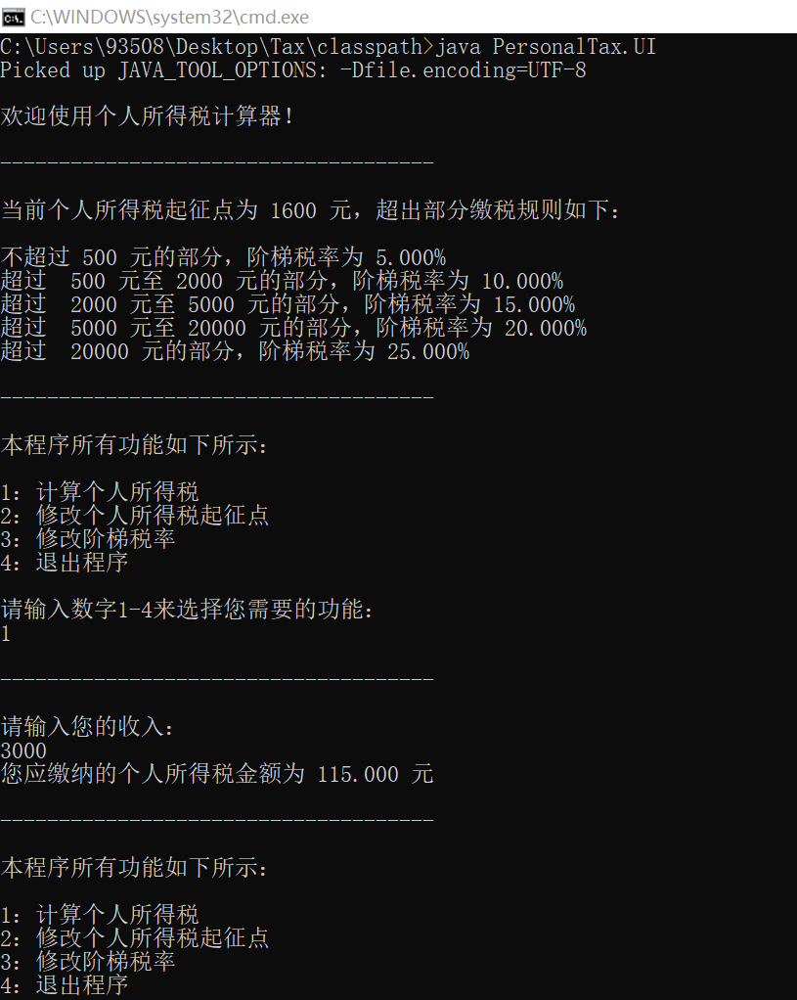 C:\WINDOWS\system32\cmd.exe
C:\Users\93508\Desktop\Tax\classpath>java PersonalTax.UI
Picked up JAVA_TOOL_OPTIONS: -Dfile.encoding=UTF-8
欢迎使用个人所得税计算器！
-------------------------------------
当前个人所得税起征点为 1600 元，超出部分缴税规则如下：
不超过 500 元的部分，阶梯税率为 5.000%
超过  500 元至 2000 元的部分，阶梯税率为 10.000%
超过  2000 元至 5000 元的部分，阶梯税率为 15.000%
超过  5000 元至 20000 元的部分，阶梯税率为 20.000%
超过  20000 元的部分，阶梯税率为 25.000%
-------------------------------------
本程序所有功能如下所示：
1：计算个人所得税
2：修改个人所得税起征点
3：修改阶梯税率
4：退出程序
请输入数字1-4来选择您需要的功能：
1
-------------------------------------
请输入您的收入：
3000
您应缴纳的个人所得税金额为 115.000 元
-------------------------------------
本程序所有功能如下所示：
1：计算个人所得税
2：修改个人所得税起征点
3：修改阶梯税率
4：退出程序